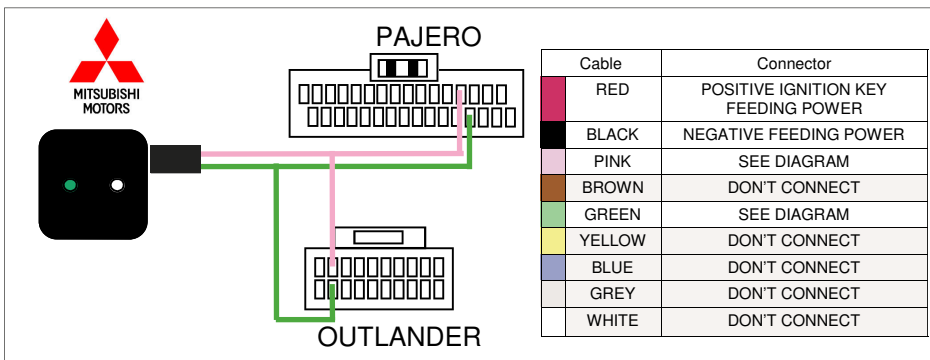 PAJERO
MITSUBISHI
MOTORS
OUTLANDER
Cable Connector
RED POSITIVE IGNITION KEY
FEEDING POWER
BLACK NEGATIVE FEEDING POWER
PINK SEE DIAGRAM
BROWN DON'T CONNECT
GREEN SEE DIAGRAM
YELLOW DON'T CONNECT
BLUE DON'T CONNECT
GREY DON'T CONNECT
WHITE DON'T CONNECT